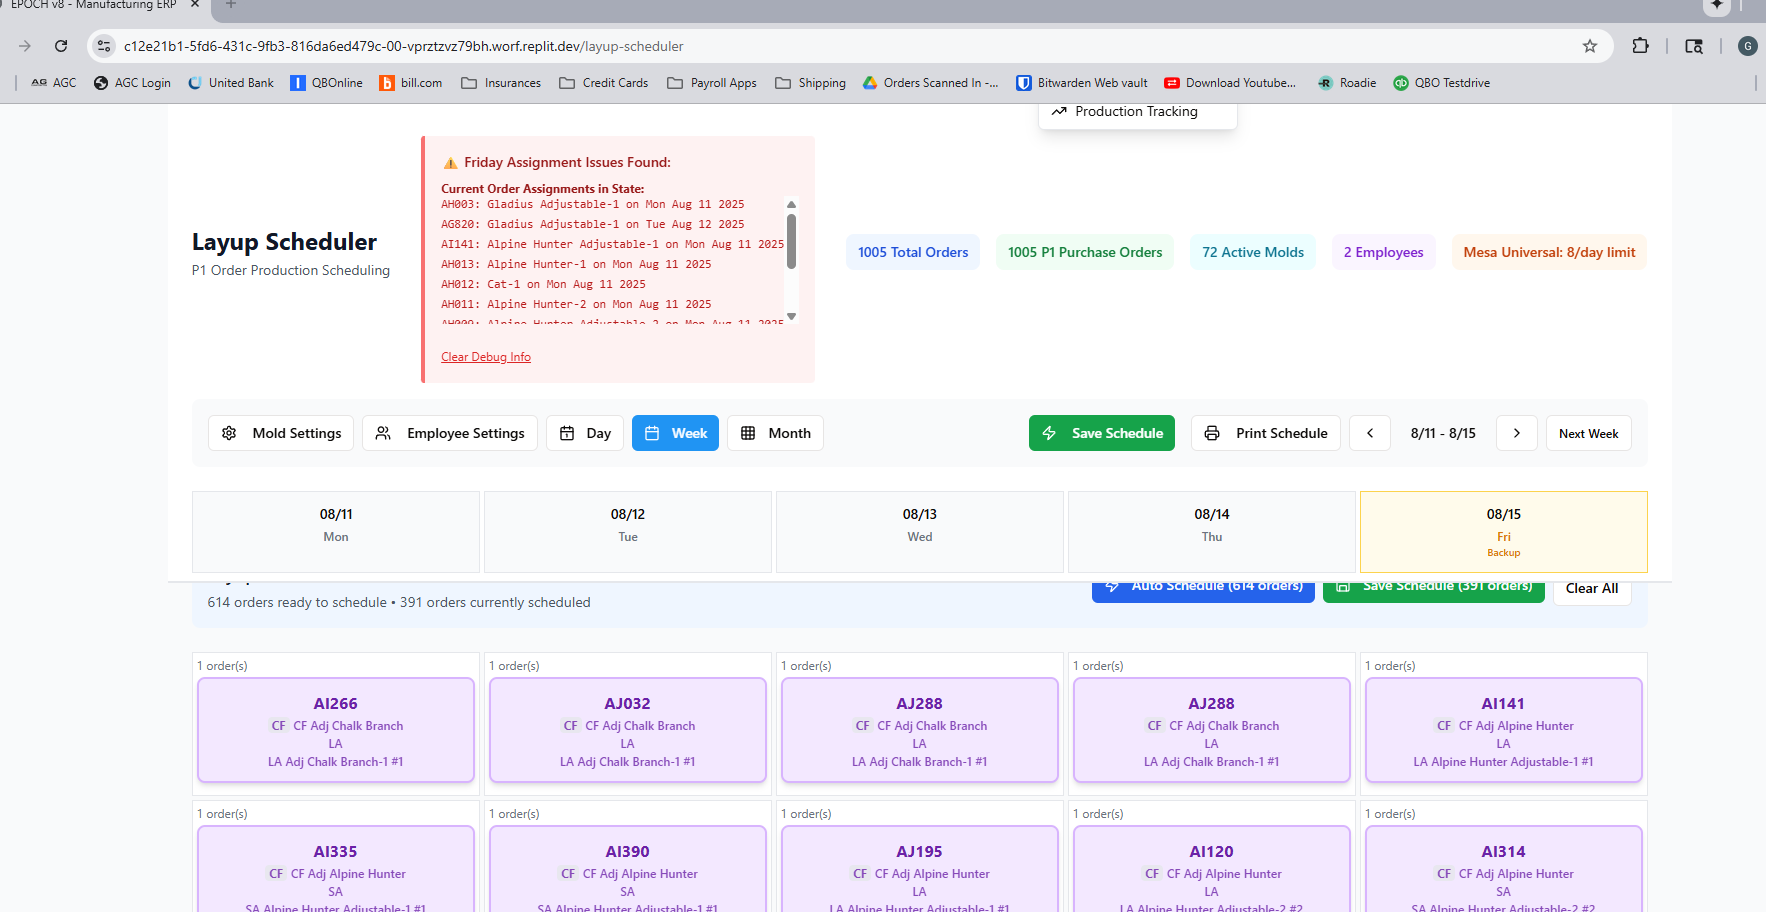 EPOCH v8 - Manufacturing ERP
c12e21b1-5fd6-431c-9fb3-816da6ed479c-00-vprztzvz79bh.worf.replit.dev/layup-scheduler
G
AGC AGC Login United Bank QBOnline bill.com Insurances Credit Cards Payroll Apps Shipping Orders Scanned In -... Bitwarden Web vault Download Youtube... Roadie QBO Testdrive
Production Tracking
Friday Assignment Issues Found:
Current Order Assignments in State:
AH003: Gladius Adjustable-1 on Mon Aug 11 2025
AG820: Gladius Adjustable-1 on Tue Aug 12 2025
AI141: Alpine Hunter Adjustable-1 on Mon Aug 11 2025
AH013: Alpine Hunter-1 on Mon Aug 11 2025
AH012: Cat-1 on Mon Aug 11 2025
AH011: Alpine Hunter-2 on Mon Aug 11 2025
AH009: Alpine Hunter Adjustable-2 on Mon Aug 11 2025
Clear Debug Info
Layup Scheduler
P1 Order Production Scheduling
1005 Total Orders 1005 P1 Purchase Orders 72 Active Molds 2 Employees Mesa Universal: 8/day limit
Mold Settings Employee Settings Day Week Month Save Schedule Print Schedule 8/11 - 8/15 Next Week
08/11 08/12 08/13 08/14 08/15
Mon Tue Wed Thu Fri
Backup
Auto Schedule (614 orders) Save Schedule (391 orders) Clear All
614 orders ready to schedule • 391 orders currently scheduled
1 order(s) 1 order(s) 1 order(s) 1 order(s) 1 order(s)
AI266 AJ032 AJ288 AJ288 AI141
CF CF Adj Chalk Branch CF CF Adj Chalk Branch CF CF Adj Chalk Branch CF CF Adj Chalk Branch CF CF Adj Alpine Hunter
LA LA LA LA LA
LA Adj Chalk Branch-1 #1 LA Adj Chalk Branch-1 #1 LA Adj Chalk Branch-1 #1 LA Adj Chalk Branch-1 #1 LA Alpine Hunter Adjustable-1 #1
1 order(s) 1 order(s) 1 order(s) 1 order(s) 1 order(s)
AI335 AI390 AJ195 AI120 AI314
CF CF Adj Alpine Hunter CF CF Adj Alpine Hunter CF CF Adj Alpine Hunter CF CF Adj Alpine Hunter CF CF Adj Alpine Hunter
SA SA LA LA SA
SA Alpine Hunter Adjustable-1 #1 SA Alpine Hunter Adjustable-1 #1 LA Alpine Hunter Adjustable-1 #1 LA Alpine Hunter Adjustable-2 #2 SA Alpine Hunter Adjustable-2 #2